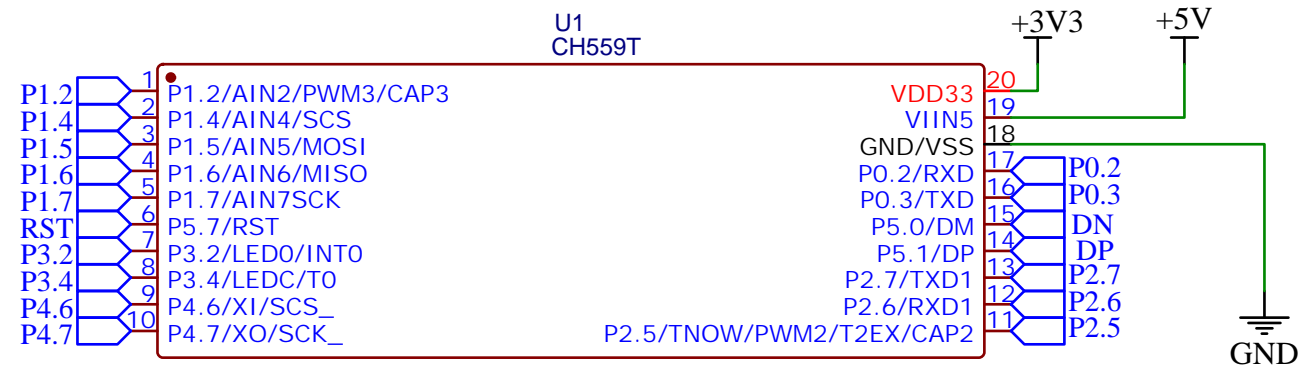 U1
CH559T
+3V3
+5V
P1.2 1 P1.2/AIN2/PWM3/CAP3 VDD33 20
P1.4 2 P1.4/AIN4/SCS VIIN5 19
P1.5 3 P1.5/AIN5/MOSI GND/VSS 18
P1.6 4 P1.6/AIN6/MISO P0.2/RXD 17 P0.2
P1.7 5 P1.7/AIN7SCK P0.3/TXD 16 P0.3
RST 6 P5.7/RST P5.0/DM 15 DN
P3.2 7 P3.2/LED0/INT0 P5.1/DP 14 DP
P3.4 8 P3.4/LEDC/T0 P2.7/TXD1 13 P2.7
P4.6 9 P4.6/XI/SCS_ P2.6/RXD1 12 P2.6
P4.7 10 P4.7/XO/SCK_ P2.5/TNOW/PWM2/T2EX/CAP2 11 P2.5
GND